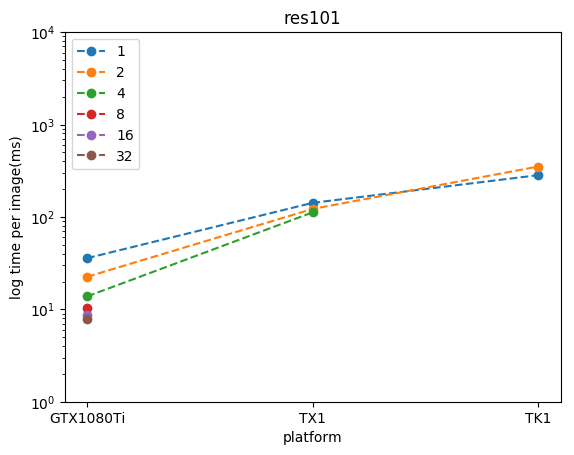 res101
10^4
10^3
10^2
10^1
10^0
log time per image(ms)
1
2
4
8
16
32
GTX1080Ti
TX1
TK1
platform